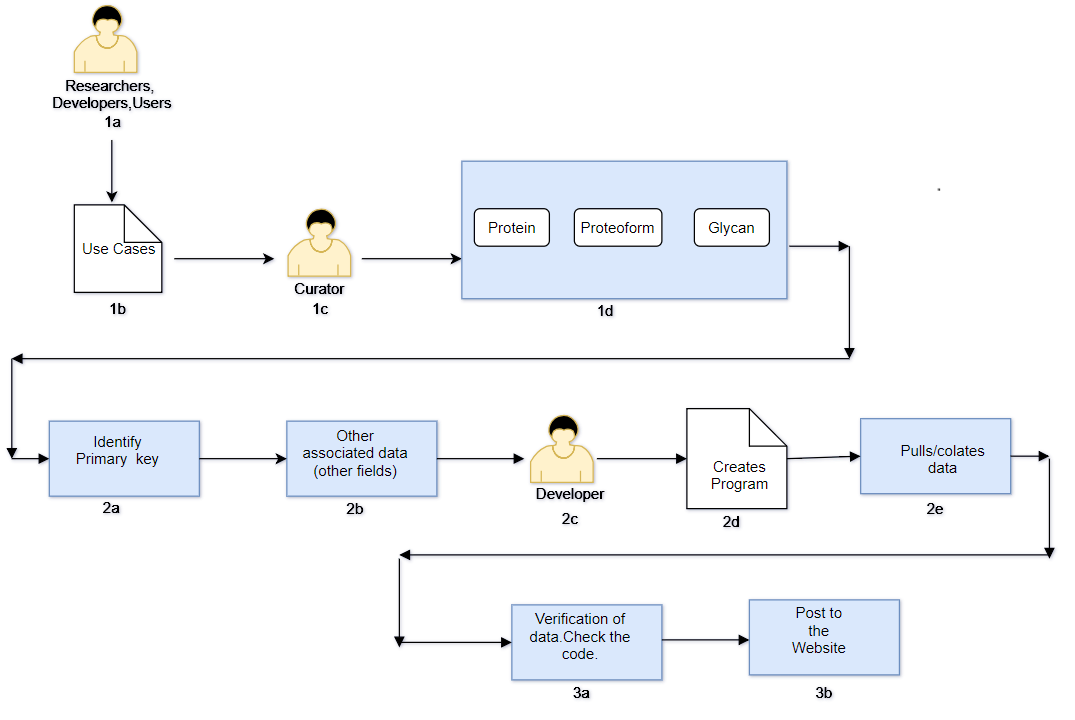 Researchers,
Developers,Users
1a
Use Cases
1b
Curator
1c
Protein
Proteoform
Glycan
1d
Identify
Primary key
2a
Other
associated data
(other fields)
2b
Developer
2c
Creates
Program
2d
Pulls/colates
data
2e
Verification of
data.Check the
code.
3a
Post to
the
Website
3b